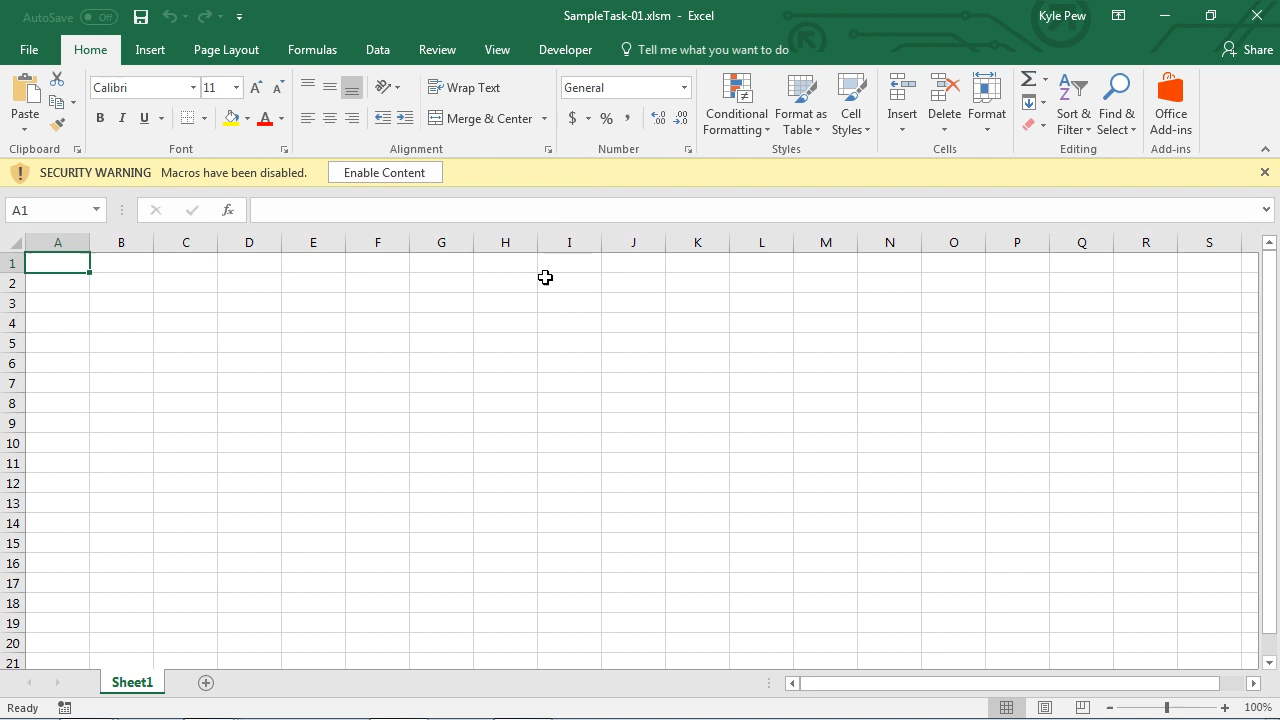 AutoSave Off SampleTask-01.xlsm - Excel Kyle Pew
File Home Insert Page Layout Formulas Data Review View Developer Tell me what you want to do Share
Calibri 11 Wrap Text General
Paste B I U Merge & Center $ % , Conditional Formatting Format as Table Cell Styles Insert Delete Format Sort & Filter Find & Select Office Add-ins
Clipboard Font Alignment Number Styles Cells Editing Add-ins
SECURITY WARNING Macros have been disabled. Enable Content
A1 fx
A B C D E F G H I J K L M N O P Q R S
1
2
3
4
5
6
7
8
9
10
11
12
13
14
15
16
17
18
19
20
21
Sheet1
Ready 100%